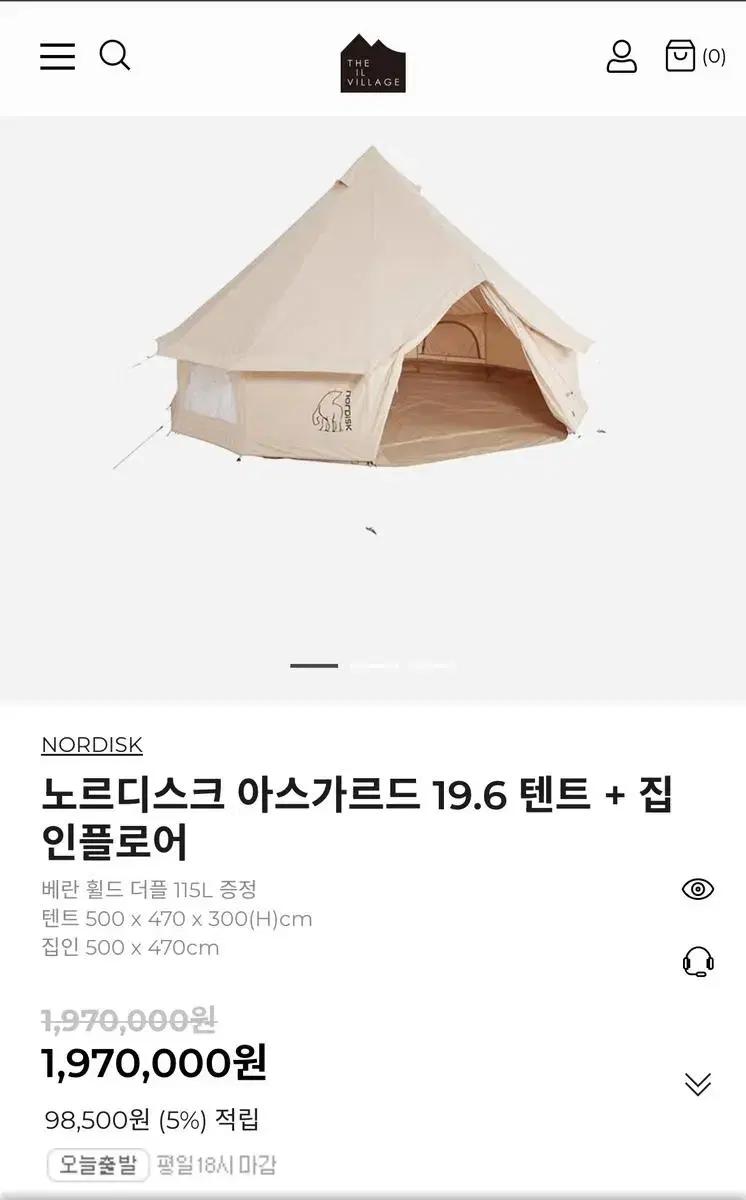 THE
IL
VILLAGE
(0)
NORDISK
NORDISK
노르디스크 아스가르드 19.6 텐트 + 집
인플로어
베란 휠드 더플 115L 증정
텐트 500 x 470 x 300(H)cm
집인 500 x 470cm
1,970,000원
1,970,000원
98,500원 (5%) 적립
오늘출발 평일18시 마감